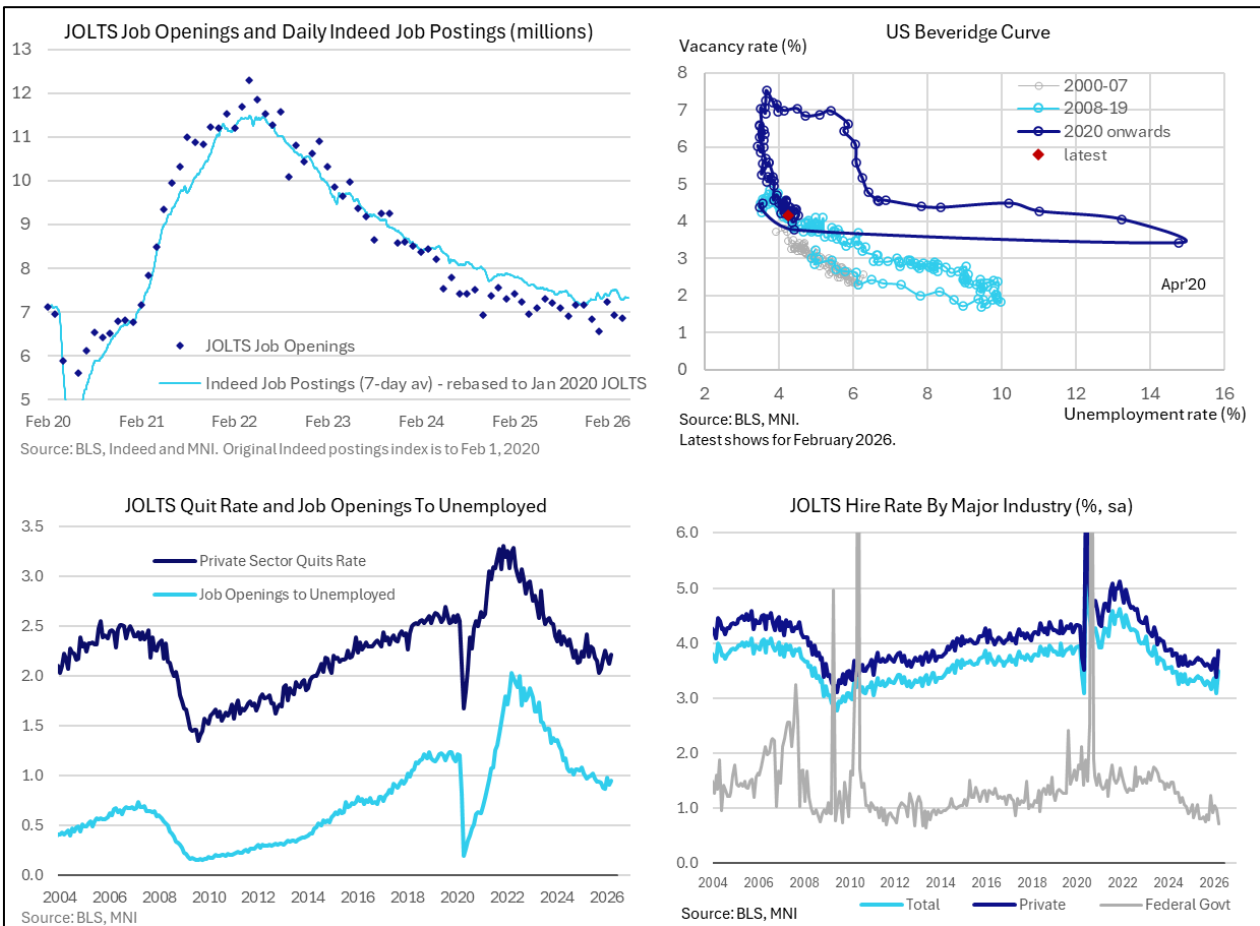 JOLTS Job Openings and Daily Indeed Job Postings (millions)
13
12
11
10
9
8
7
6
5
JOLTS Job Openings
Indeed Job Postings (7-day av) - rebased to Jan 2020 JOLTS
Feb 20 Feb 21 Feb 22 Feb 23 Feb 24 Feb 25 Feb 26
Source: BLS, Indeed and MNI. Original Indeed postings index is to Feb 1, 2020
US Beveridge Curve
Vacancy rate (%)
8
7
6
5
4
3
2
1
0
2000-07
2008-19
2020 onwards
latest
Apr'20
2 4 6 8 10 12 14 16
Unemployment rate (%)
Source: BLS, MNI.
Latest shows for February 2026.
JOLTS Quit Rate and Job Openings To Unemployed
3.5
3.0
2.5
2.0
1.5
1.0
0.5
0.0
Private Sector Quits Rate
Job Openings to Unemployed
2004 2006 2008 2010 2012 2014 2016 2018 2020 2022 2024 2026
Source: BLS, MNI
JOLTS Hire Rate By Major Industry (%, sa)
6.0
5.0
4.0
3.0
2.0
1.0
0.0
2004 2006 2008 2010 2012 2014 2016 2018 2020 2022 2024 2026
Source: BLS, MNI
Total Private Federal Govt